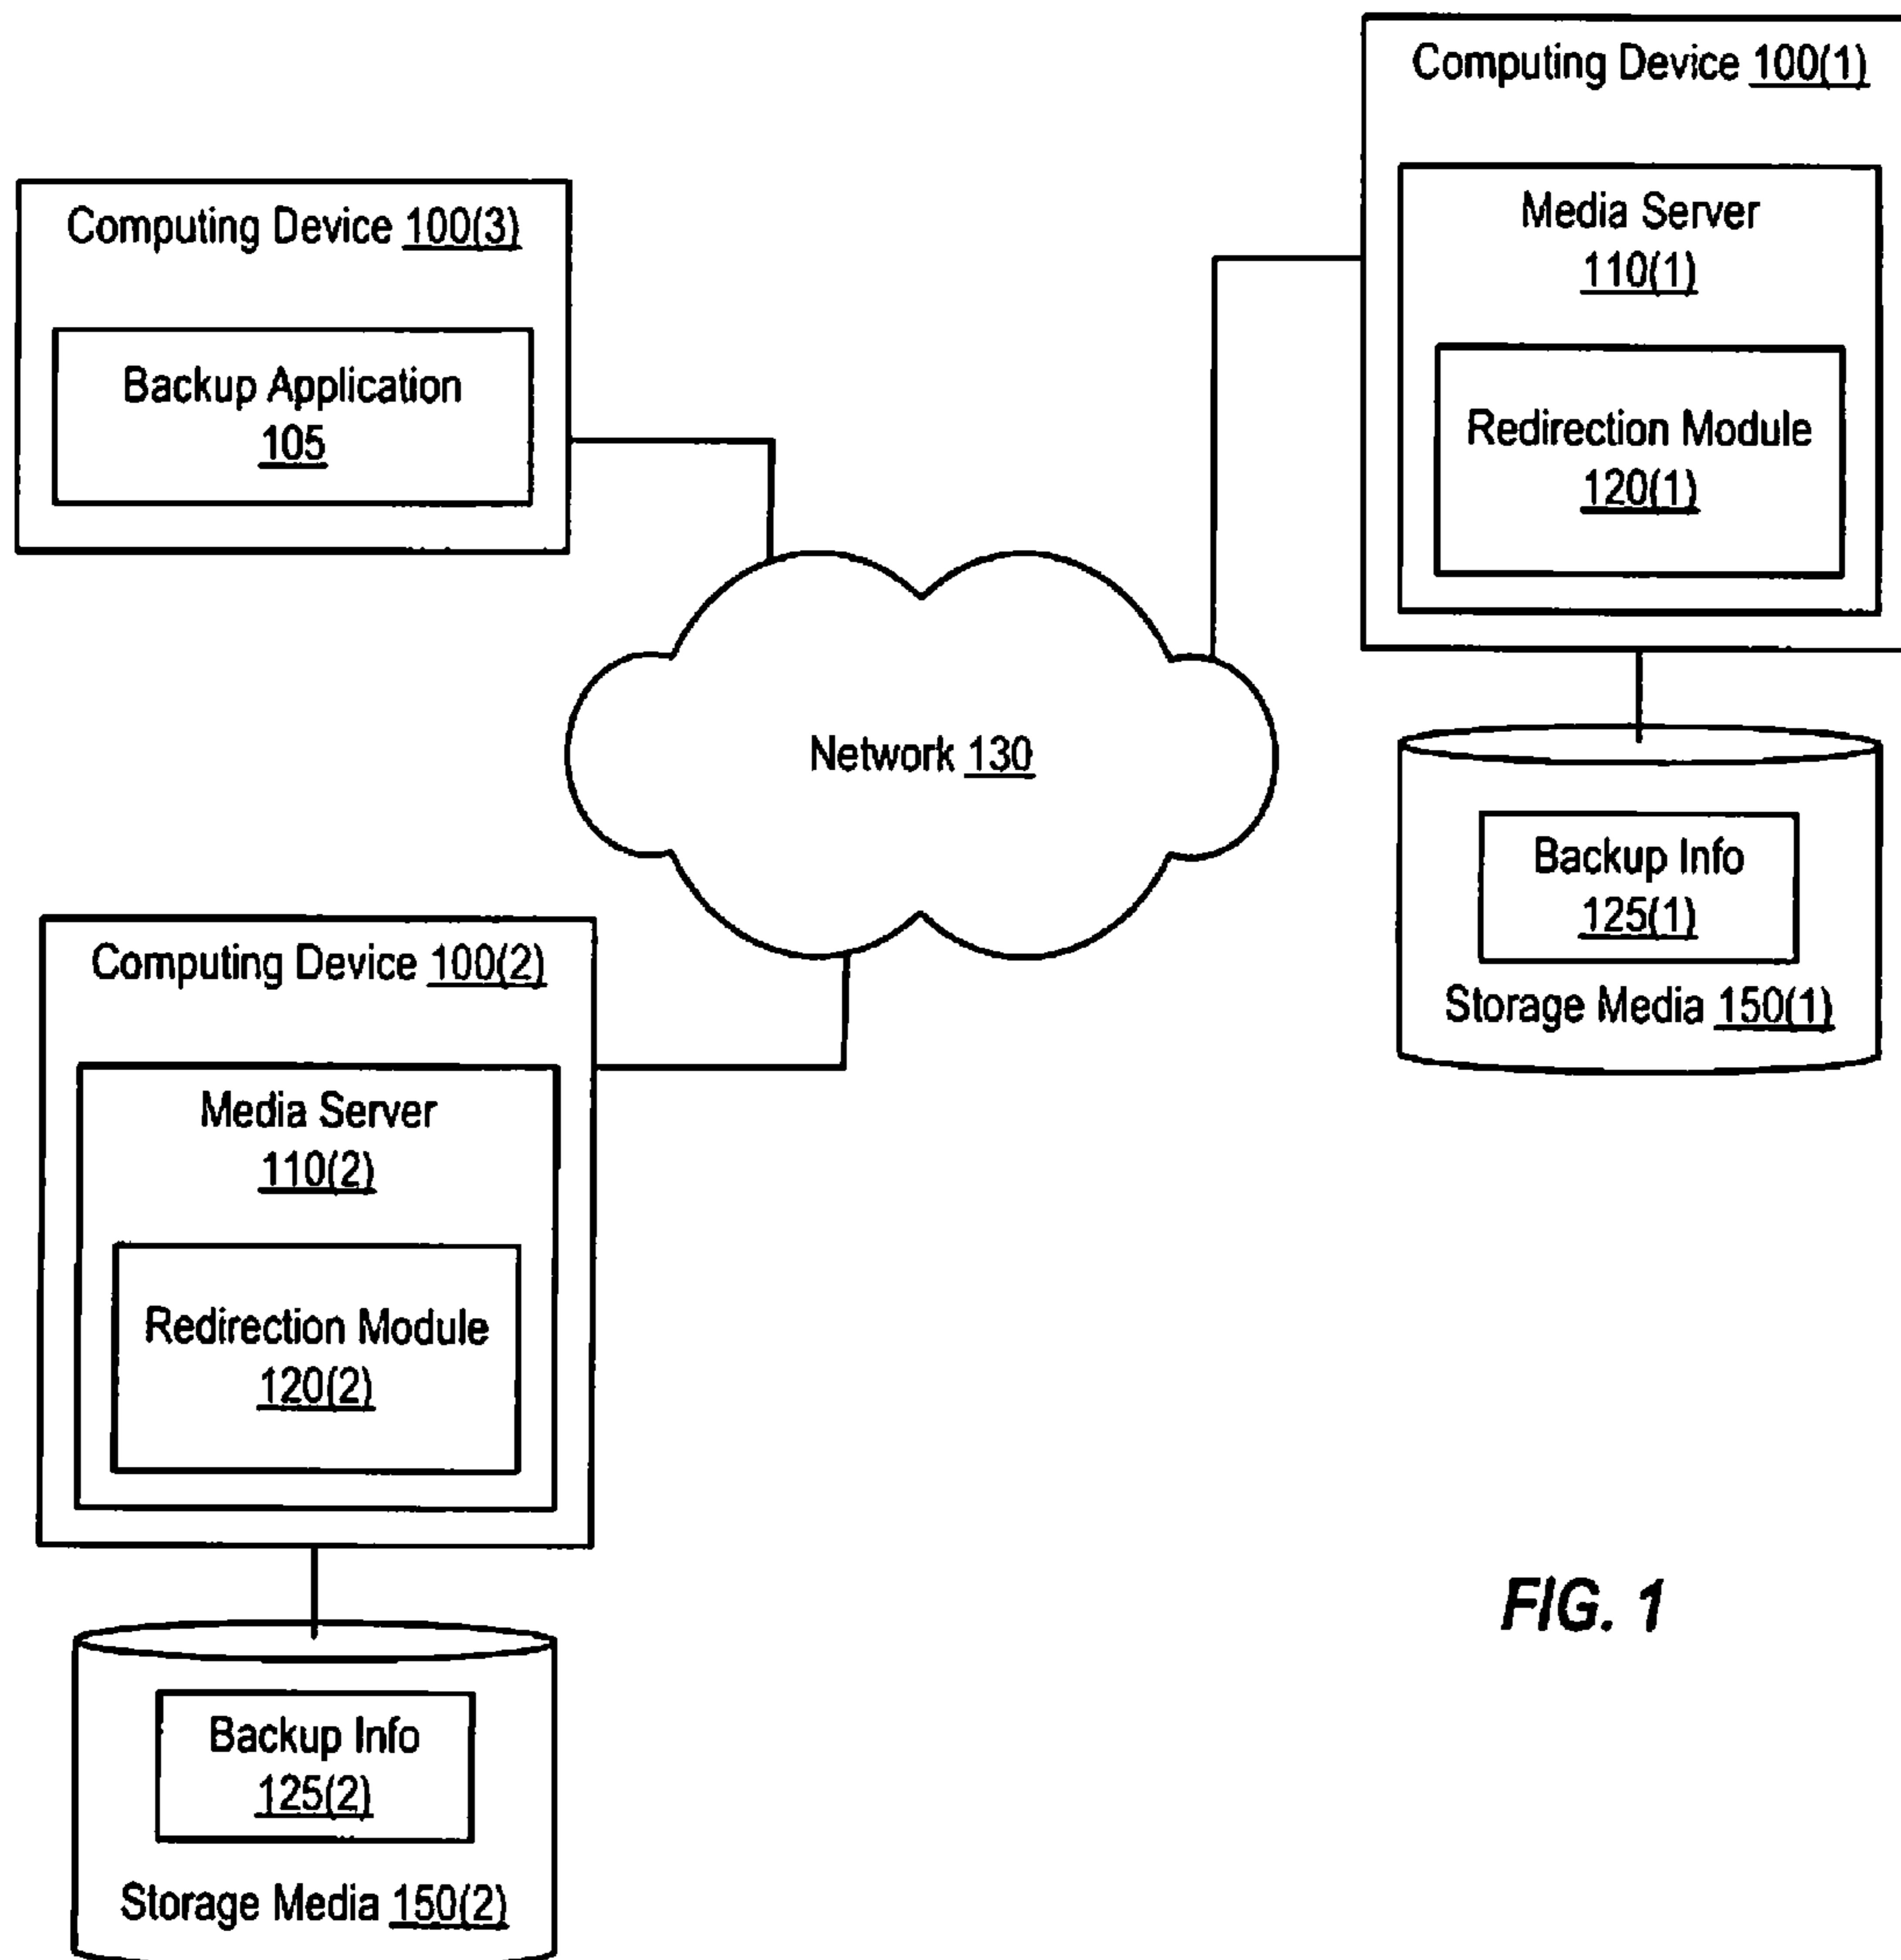 Computing Device 100(1)
Media Server
110(1)
Redirection Module
120(1)
Backup Info
125(1)
Storage Media 150(1)
Computing Device 100(3)
Backup Application
105
Network 130
Computing Device 100(2)
Media Server
110(2)
Redirection Module
120(2)
Backup Info
125(2)
Storage Media 150(2)
FIG. 1